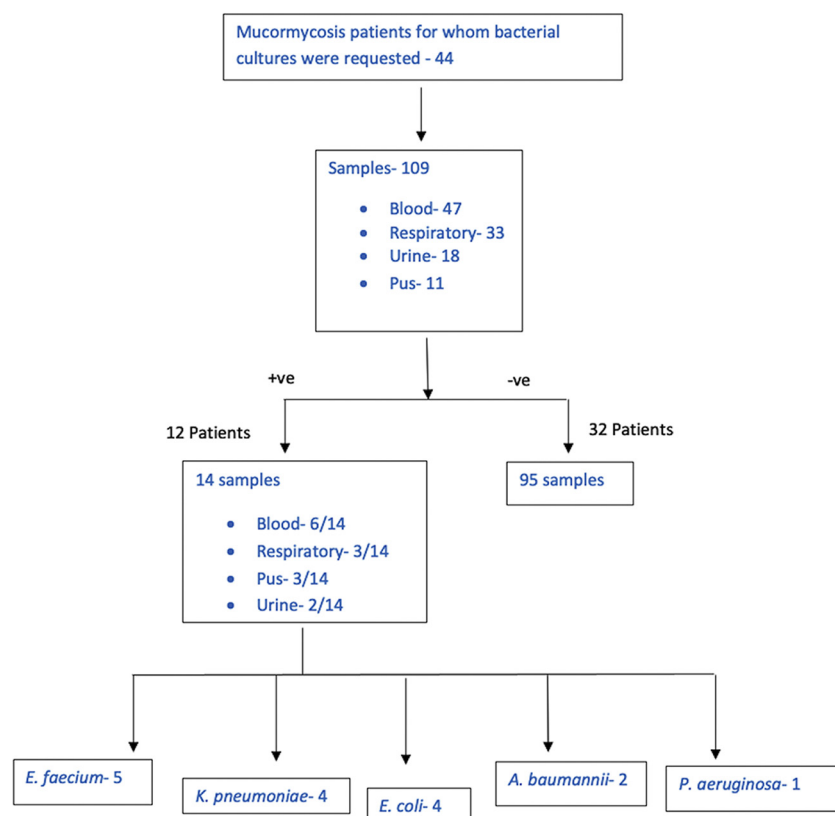 Mucormycosis patients for whom bacterial
cultures were requested - 44
Samples- 109
• Blood- 47
• Respiratory- 33
• Urine- 18
• Pus- 11
+ve
-ve
12 Patients
32 Patients
14 samples
• Blood- 6/14
• Respiratory- 3/14
• Pus- 3/14
• Urine- 2/14
95 samples
E. faecium- 5
K. pneumoniae- 4
E. coli- 4
A. baumannii- 2
P. aeruginosa- 1